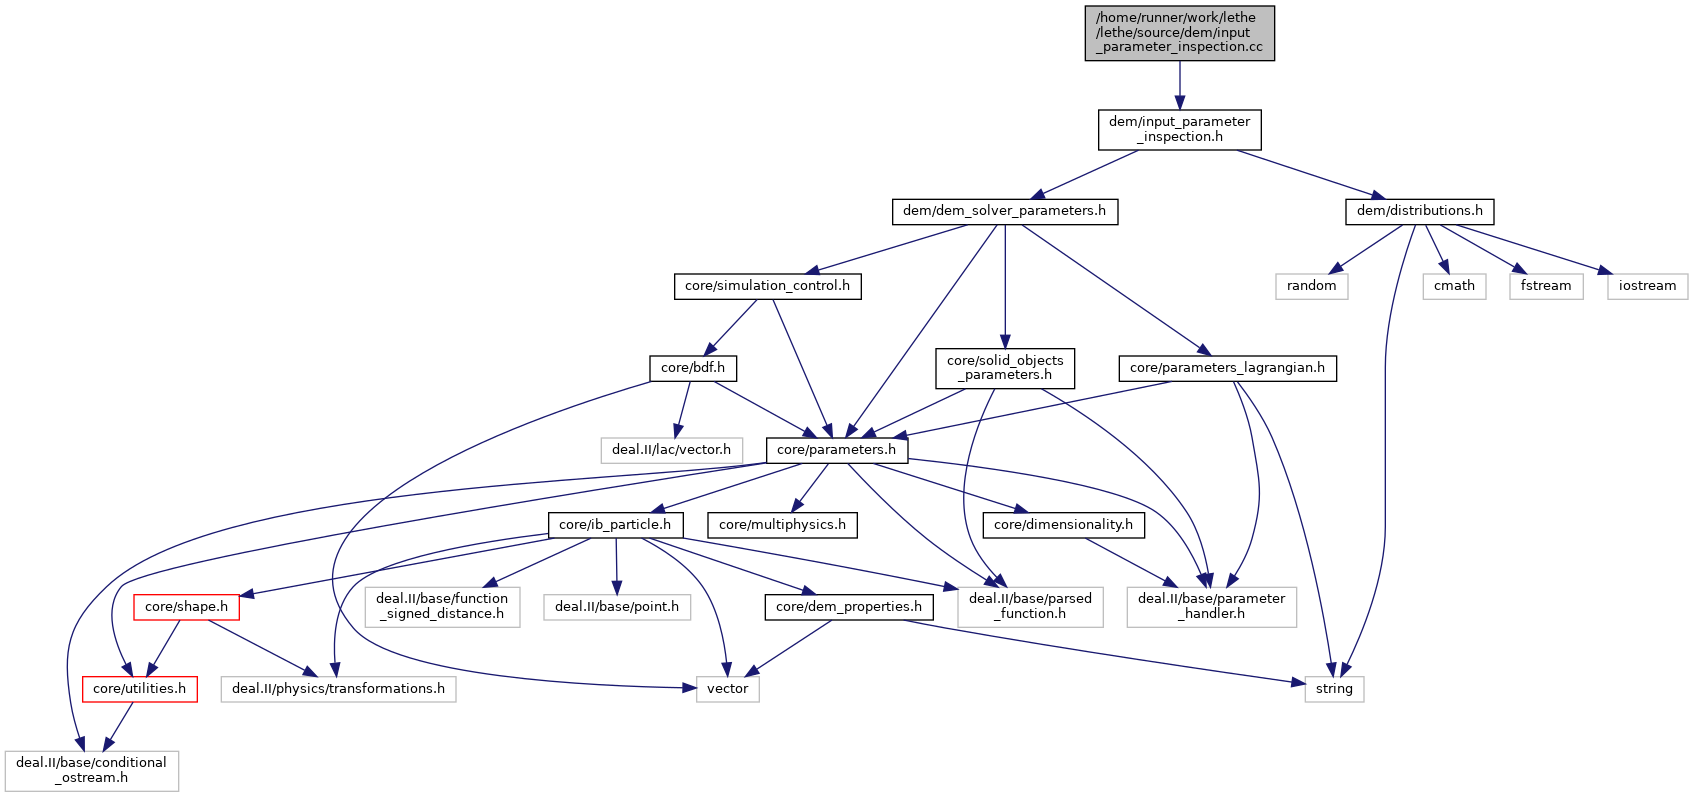 /home/runner/work/lethe
/lethe/source/dem/input
_parameter_inspection.cc
dem/input_parameter
_inspection.h
dem/dem_solver_parameters.h
dem/distributions.h
core/simulation_control.h
random
cmath
fstream
iostream
core/bdf.h
core/solid_objects
_parameters.h
core/parameters_lagrangian.h
deal.II/lac/vector.h
core/parameters.h
core/ib_particle.h
core/multiphysics.h
core/dimensionality.h
core/shape.h
deal.II/base/function
_signed_distance.h
deal.II/base/point.h
core/dem_properties.h
deal.II/base/parsed
_function.h
deal.II/base/parameter
_handler.h
core/utilities.h
deal.II/physics/transformations.h
vector
string
deal.II/base/conditional
_ostream.h